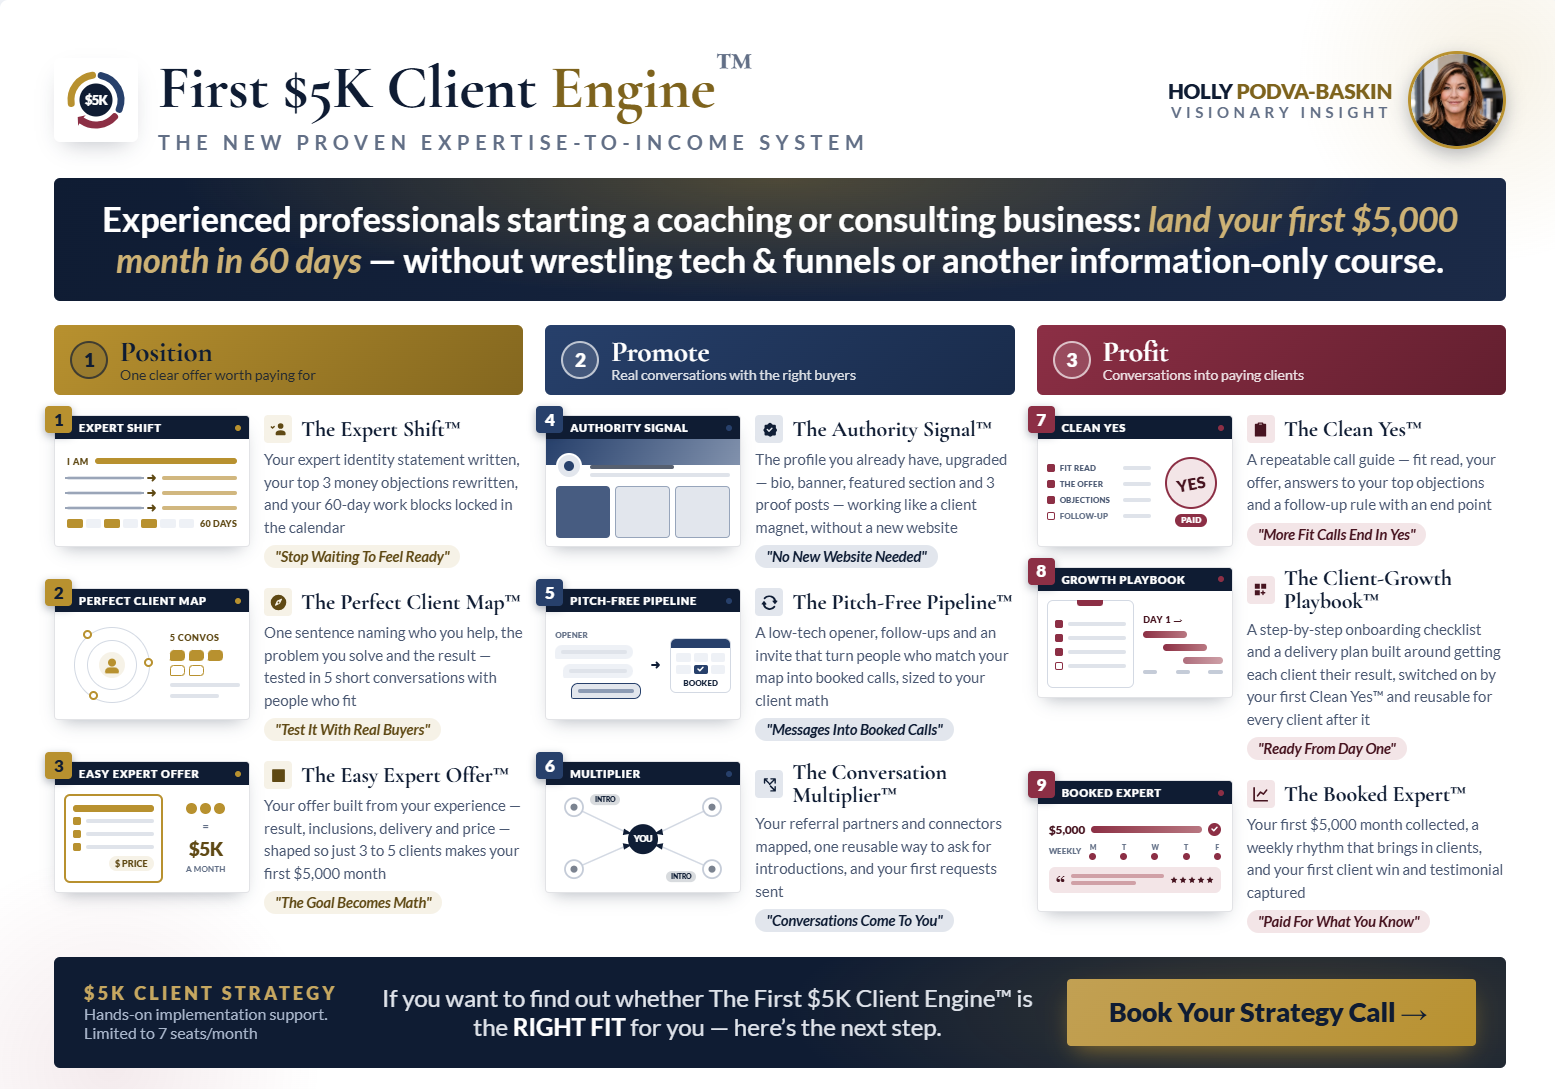 $5K
First $5K Client Engine™
THE NEW PROVEN EXPERTISE-TO-INCOME SYSTEM
HOLLY PODVA-BASKIN
VISIONARY INSIGHT
Experienced professionals starting a coaching or consulting business: land your first $5,000
month in 60 days — without wrestling tech & funnels or another information-only course.
1
Position
One clear offer worth paying for
1
EXPERT SHIFT
I AM
60 DAYS
The Expert Shift™
Your expert identity statement written,
your top 3 money objections rewritten,
and your 60-day work blocks locked in
the calendar
"Stop Waiting To Feel Ready"
2
PERFECT CLIENT MAP
5 CONVOS
The Perfect Client Map™
One sentence naming who you help, the
problem you solve and the result —
tested in 5 short conversations with
people who fit
"Test It With Real Buyers"
3
EASY EXPERT OFFER
$ PRICE
=
$5K
A MONTH
The Easy Expert Offer™
Your offer built from your experience —
result, inclusions, delivery and price —
shaped so just 3 to 5 clients makes your
first $5,000 month
"The Goal Becomes Math"
2
Promote
Real conversations with the right buyers
4
AUTHORITY SIGNAL
The Authority Signal™
The profile you already have, upgraded
— bio, banner, featured section and 3
proof posts — working like a client
magnet, without a new website
"No New Website Needed"
5
PITCH-FREE PIPELINE
OPENER
BOOKED
The Pitch-Free Pipeline™
A low-tech opener, follow-ups and an
invite that turn people who match your
map into booked calls, sized to your
client math
"Messages Into Booked Calls"
6
MULTIPLIER
INTRO
YOU
INTRO
The Conversation
Multiplier™
Your referral partners and connectors
mapped, one reusable way to ask for
introductions, and your first requests
sent
"Conversations Come To You"
3
Profit
Conversations into paying clients
7
CLEAN YES
FIT READ
THE OFFER
OBJECTIONS
FOLLOW-UP
YES
PAID
The Clean Yes™
A repeatable call guide — fit read, your
offer, answers to your top objections
and a follow-up rule with an end point
"More Fit Calls End In Yes"
8
GROWTH PLAYBOOK
DAY 1 →
The Client-Growth
Playbook™
A step-by-step onboarding checklist
and a delivery plan built around getting
each client their result, switched on by
your first Clean Yes™ and reusable for
every client after it
"Ready From Day One"
9
BOOKED EXPERT
$5,000
WEEKLY M T W T F
“ ★★★★★
The Booked Expert™
Your first $5,000 month collected, a
weekly rhythm that brings in clients,
and your first client win and testimonial
captured
"Paid For What You Know"
$5K CLIENT STRATEGY
Hands-on implementation support.
Limited to 7 seats/month
If you want to find out whether The First $5K Client Engine™ is
the RIGHT FIT for you — here’s the next step.
Book Your Strategy Call →